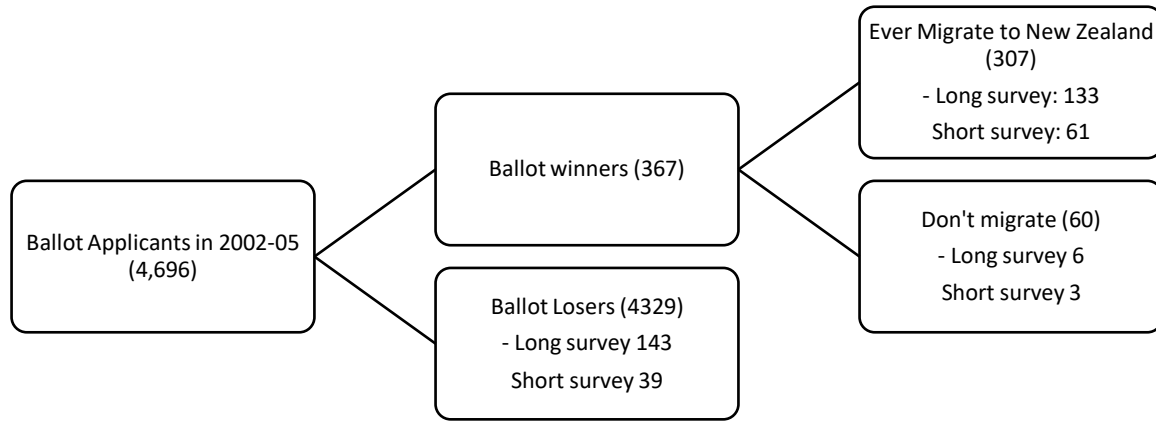 Ballot Applicants in 2002-05
(4,696)
Ballot winners (367)
Ballot Losers (4329)
- Long survey 143
Short survey 39
Ever Migrate to New Zealand
(307)
- Long survey: 133
Short survey: 61
Don't migrate (60)
- Long survey 6
Short survey 3